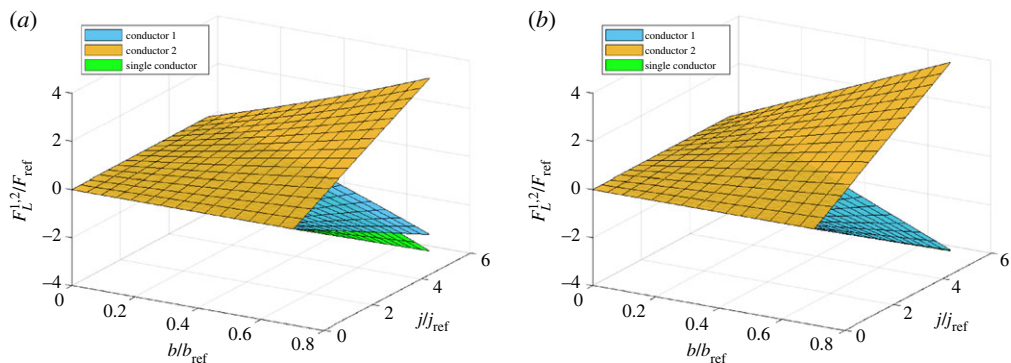 (a)
conductor 1
conductor 2
single conductor
4
2
0
−2
−4
F_L^{1,2}/F_ref
0
0.2
0.4
0.6
0.8
b/b_ref
0
2
4
6
j/j_ref
(b)
conductor 1
conductor 2
single conductor
4
2
0
−2
−4
F_L^{1,2}/F_ref
0
0.2
0.4
0.6
0.8
b/b_ref
0
2
4
6
j/j_ref